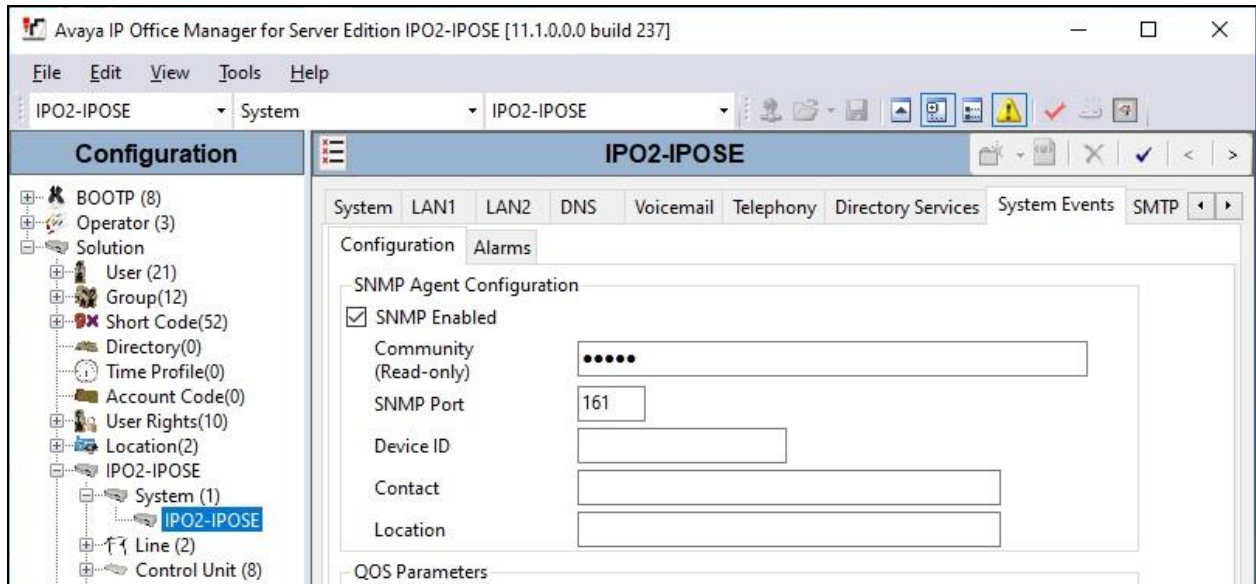 Avaya IP Office Manager for Server Edition IPO2-IPOSE [11.1.0.0.0 build 237]
File Edit View Tools Help
IPO2-IPOSE System IPO2-IPOSE
Configuration
IPO2-IPOSE
BOOTP (8)
Operator (3)
Solution
User (21)
Group(12)
Short Code(52)
Directory(0)
Time Profile(0)
Account Code(0)
User Rights(10)
Location(2)
IPO2-IPOSE
System (1)
IPO2-IPOSE
Line (2)
Control Unit (8)
System LAN1 LAN2 DNS Voicemail Telephony Directory Services System Events SMTP
Configuration Alarms
SNMP Agent Configuration
SNMP Enabled
Community
(Read-only) •••••
SNMP Port 161
Device ID
Contact
Location
QOS Parameters